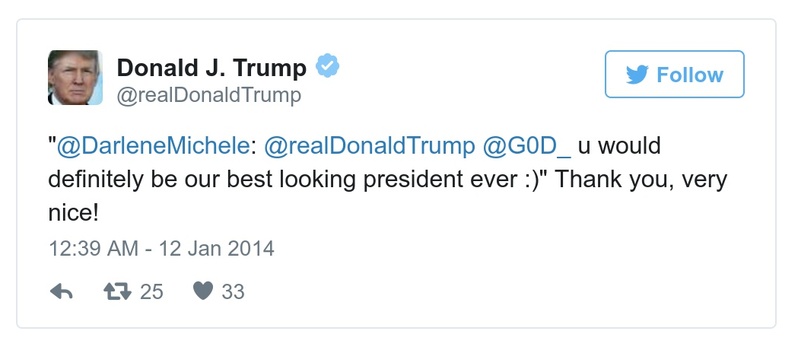 Donald J. Trump
@realDonaldTrump
Follow
"@DarleneMichele: @realDonaldTrump @G0D_ u would
definitely be our best looking president ever :)" Thank you, very
nice!
12:39 AM - 12 Jan 2014
25 33